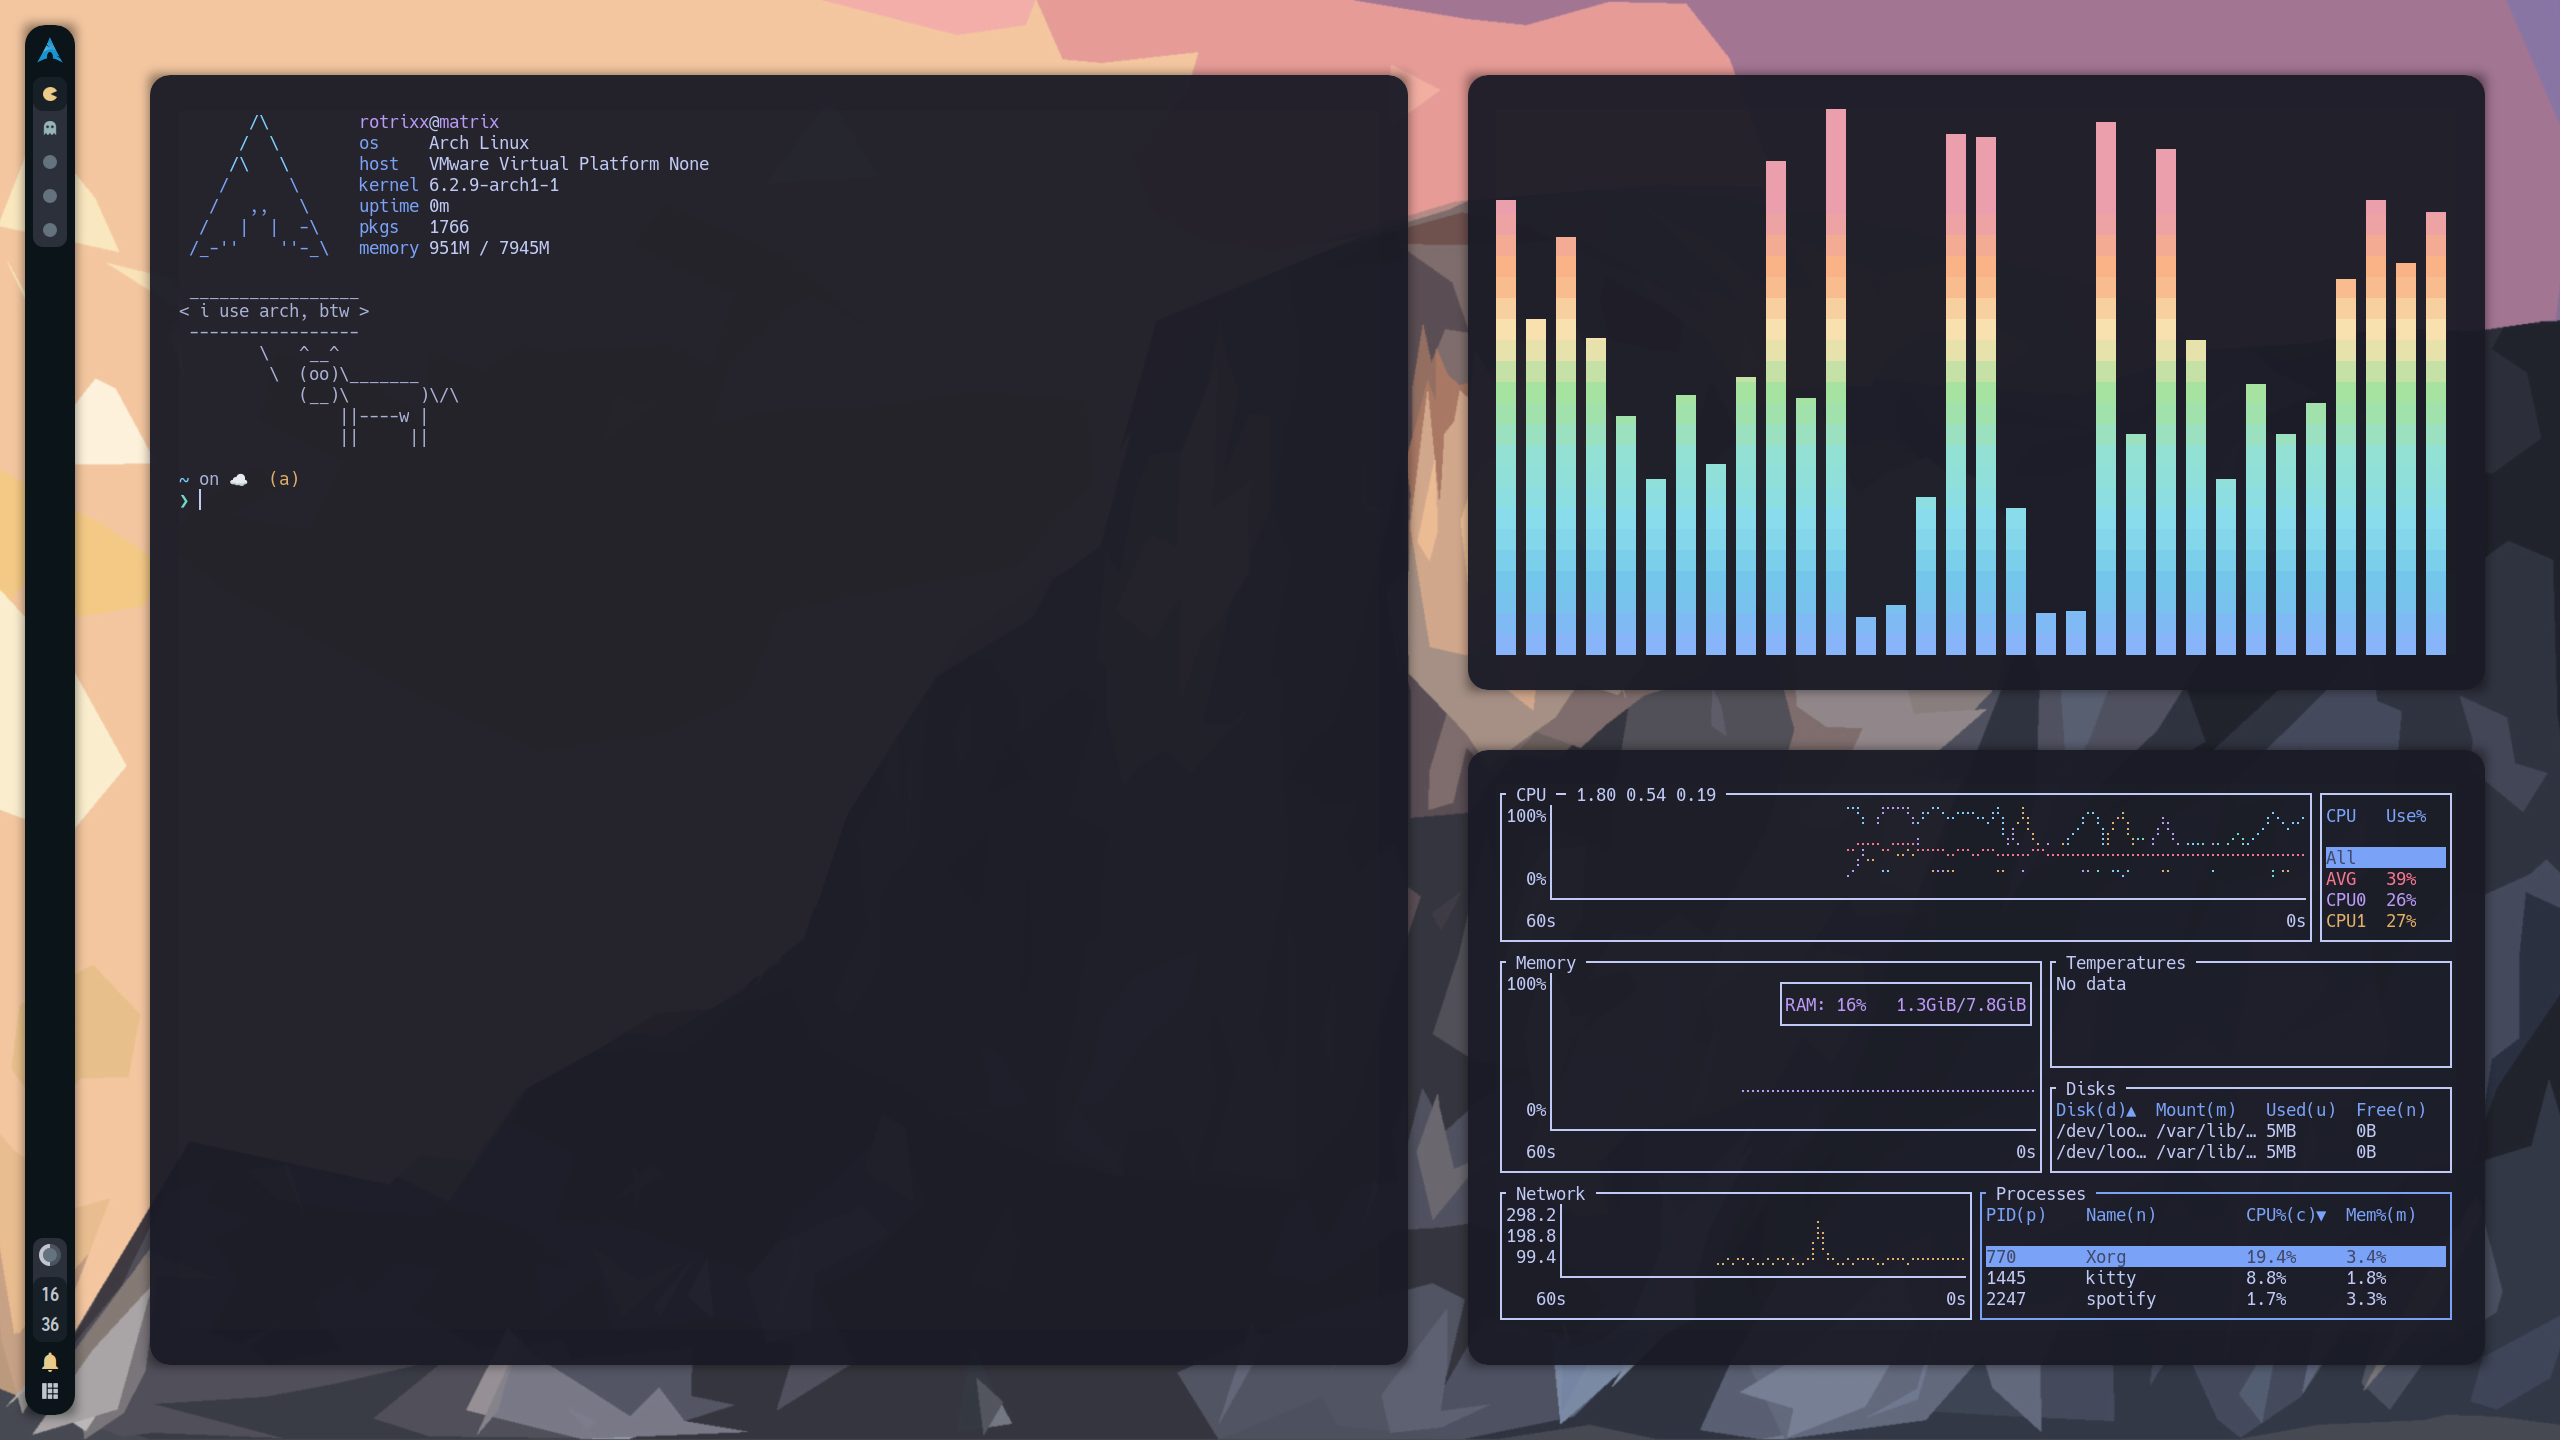 rotrixx@matrix
os Arch Linux
host VMware Virtual Platform None
kernel 6.2.9-arch1-1
uptime 0m
pkgs 1766
memory 951M / 7945M
< i use arch, btw >
~ on ☁️ (a)
❯
CPU — 1.80 0.54 0.19
100%
0%
60s 0s
CPU Use%
All
AVG 39%
CPU0 26%
CPU1 27%
Memory
100%
RAM: 16% 1.3GiB/7.8GiB
0%
60s 0s
Temperatures
No data
Disks
Disk(d)▲ Mount(m) Used(u) Free(n)
/dev/loo… /var/lib/… 5MB 0B
/dev/loo… /var/lib/… 5MB 0B
Network
298.2
198.8
99.4
60s 0s
Processes
PID(p) Name(n) CPU%(c)▼ Mem%(m)
770 Xorg 19.4% 3.4%
1445 kitty 8.8% 1.8%
2247 spotify 1.7% 3.3%
16
36